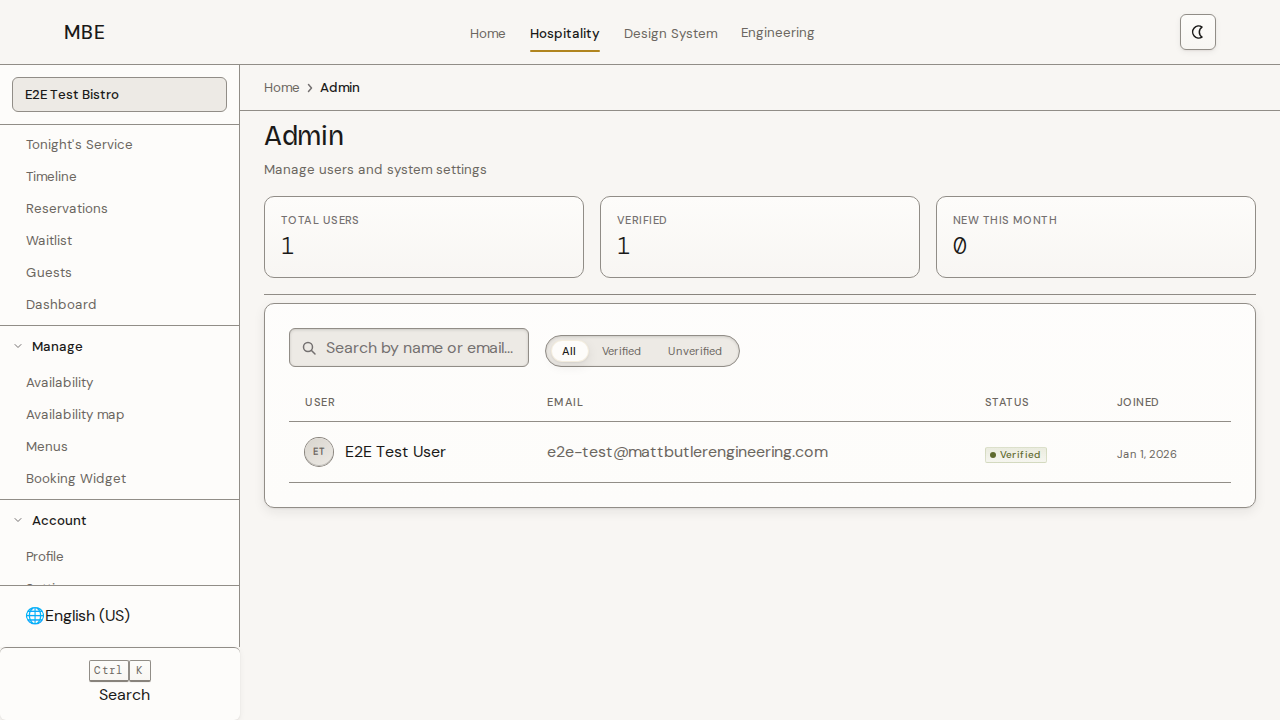 MBE
Home
Hospitality
Design System
Engineering
E2E Test Bistro
Tonight's Service
Timeline
Reservations
Waitlist
Guests
Dashboard
Manage
Availability
Availability map
Menus
Booking Widget
Account
Profile
English (US)
Ctrl K
Search
Home
Admin
Admin
Manage users and system settings
TOTAL USERS
1
VERIFIED
1
NEW THIS MONTH
0
Search by name or email...
All
Verified
Unverified
USER EMAIL STATUS JOINED
ET E2E Test User e2e-test@mattbutlerengineering.com Verified Jan 1, 2026